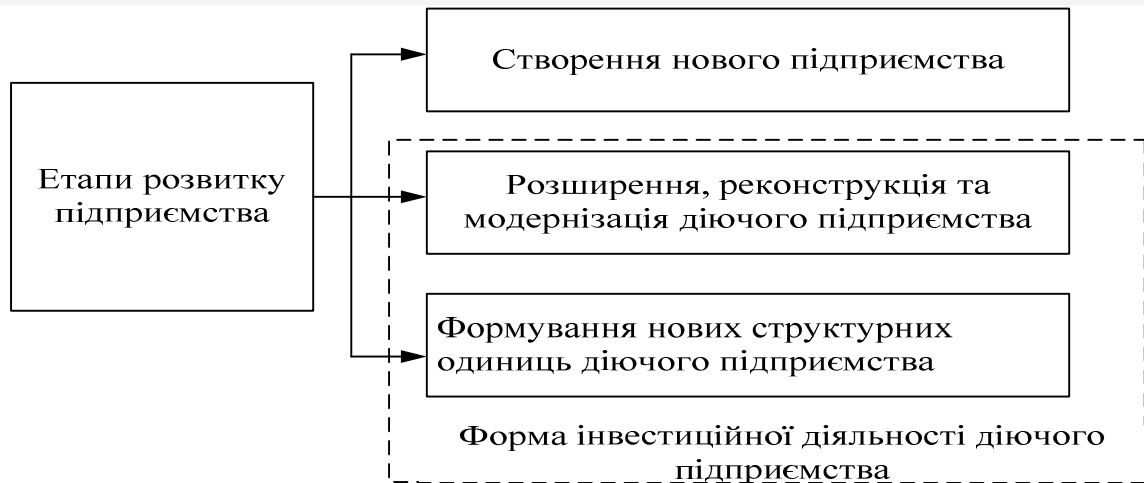 Створення нового підприємства
Етапи розвитку
підприємства
Розширення, реконструкція та
модернізація діючого підприємства
Формування нових структурних
одиниць діючого підприємства
Форма інвестиційної діяльності діючого
підприємства